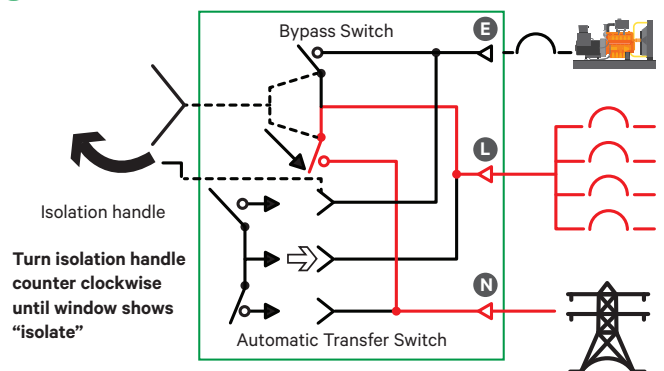 Bypass Switch
E
L
Isolation handle
Turn isolation handle
counter clockwise
until window shows
“isolate”
N
Automatic Transfer Switch